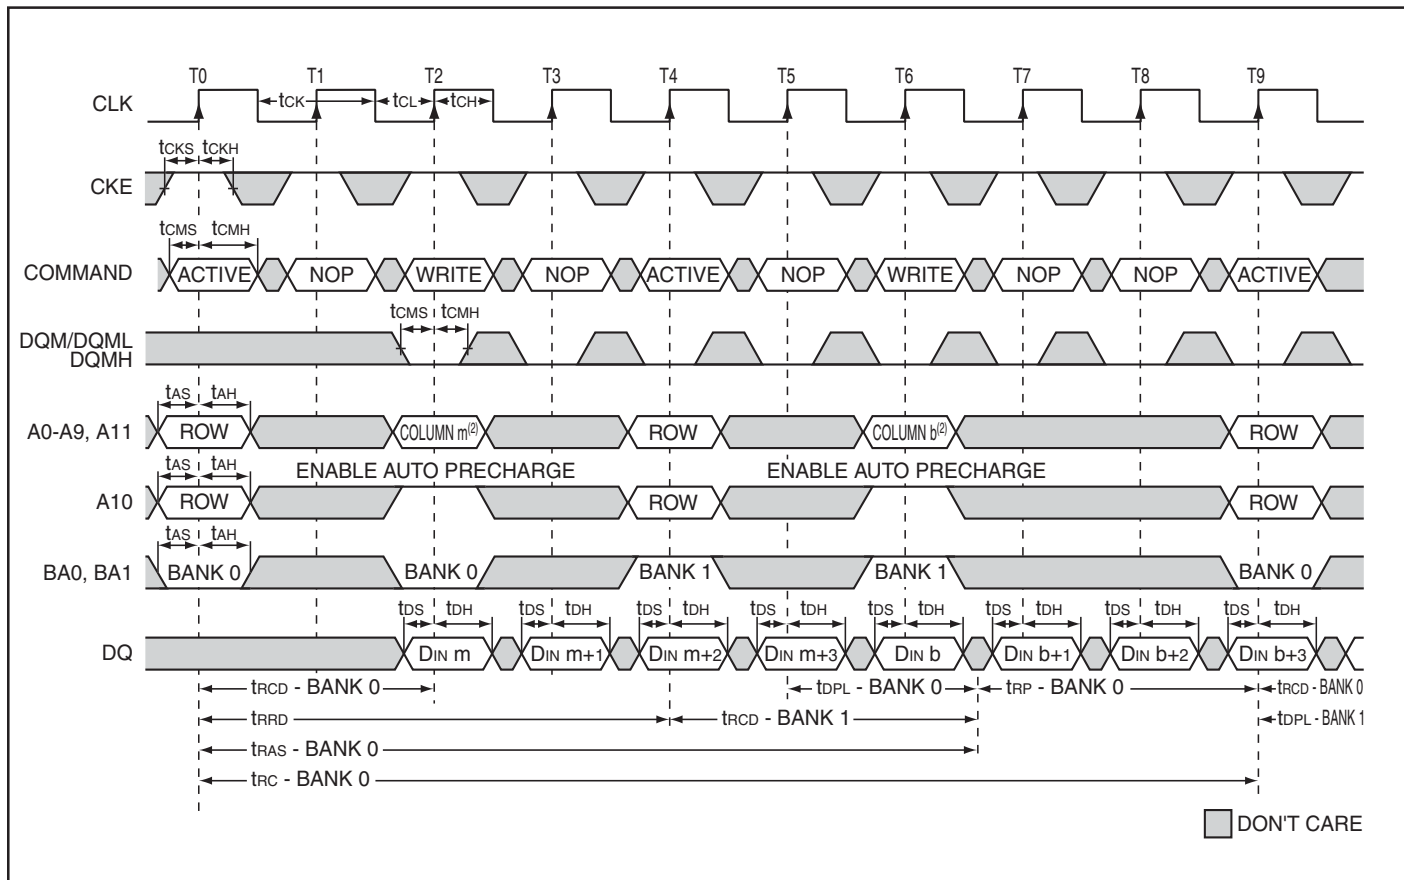 T0 T1 T2 T3 T4 T5 T6 T7 T8 T9
CLK tCK tCL tCH
tCKS tCKH
CKE
tCMS tCMH
COMMAND ACTIVE NOP WRITE NOP ACTIVE NOP WRITE NOP NOP ACTIVE
tCMS tCMH
DQM/DQML
DQMH
tAS tAH
A0-A9, A11 ROW COLUMN m(2) ROW COLUMN b(2) ROW
tAS tAH ENABLE AUTO PRECHARGE ENABLE AUTO PRECHARGE
A10 ROW ROW ROW
tAS tAH
BA0, BA1 BANK 0 BANK 0 BANK 1 BANK 1 BANK 0
tDS tDH tDS tDH tDS tDH tDS tDH tDS tDH tDS tDH tDS tDH tDS tDH
DQ DIN m DIN m+1 DIN m+2 DIN m+3 DIN b DIN b+1 DIN b+2 DIN b+3
tRCD - BANK 0 tDPL - BANK 0 tRP - BANK 0 tRCD - BANK 0
tRRD tRCD - BANK 1 tDPL - BANK 1
tRAS - BANK 0
tRC - BANK 0
DON'T CARE